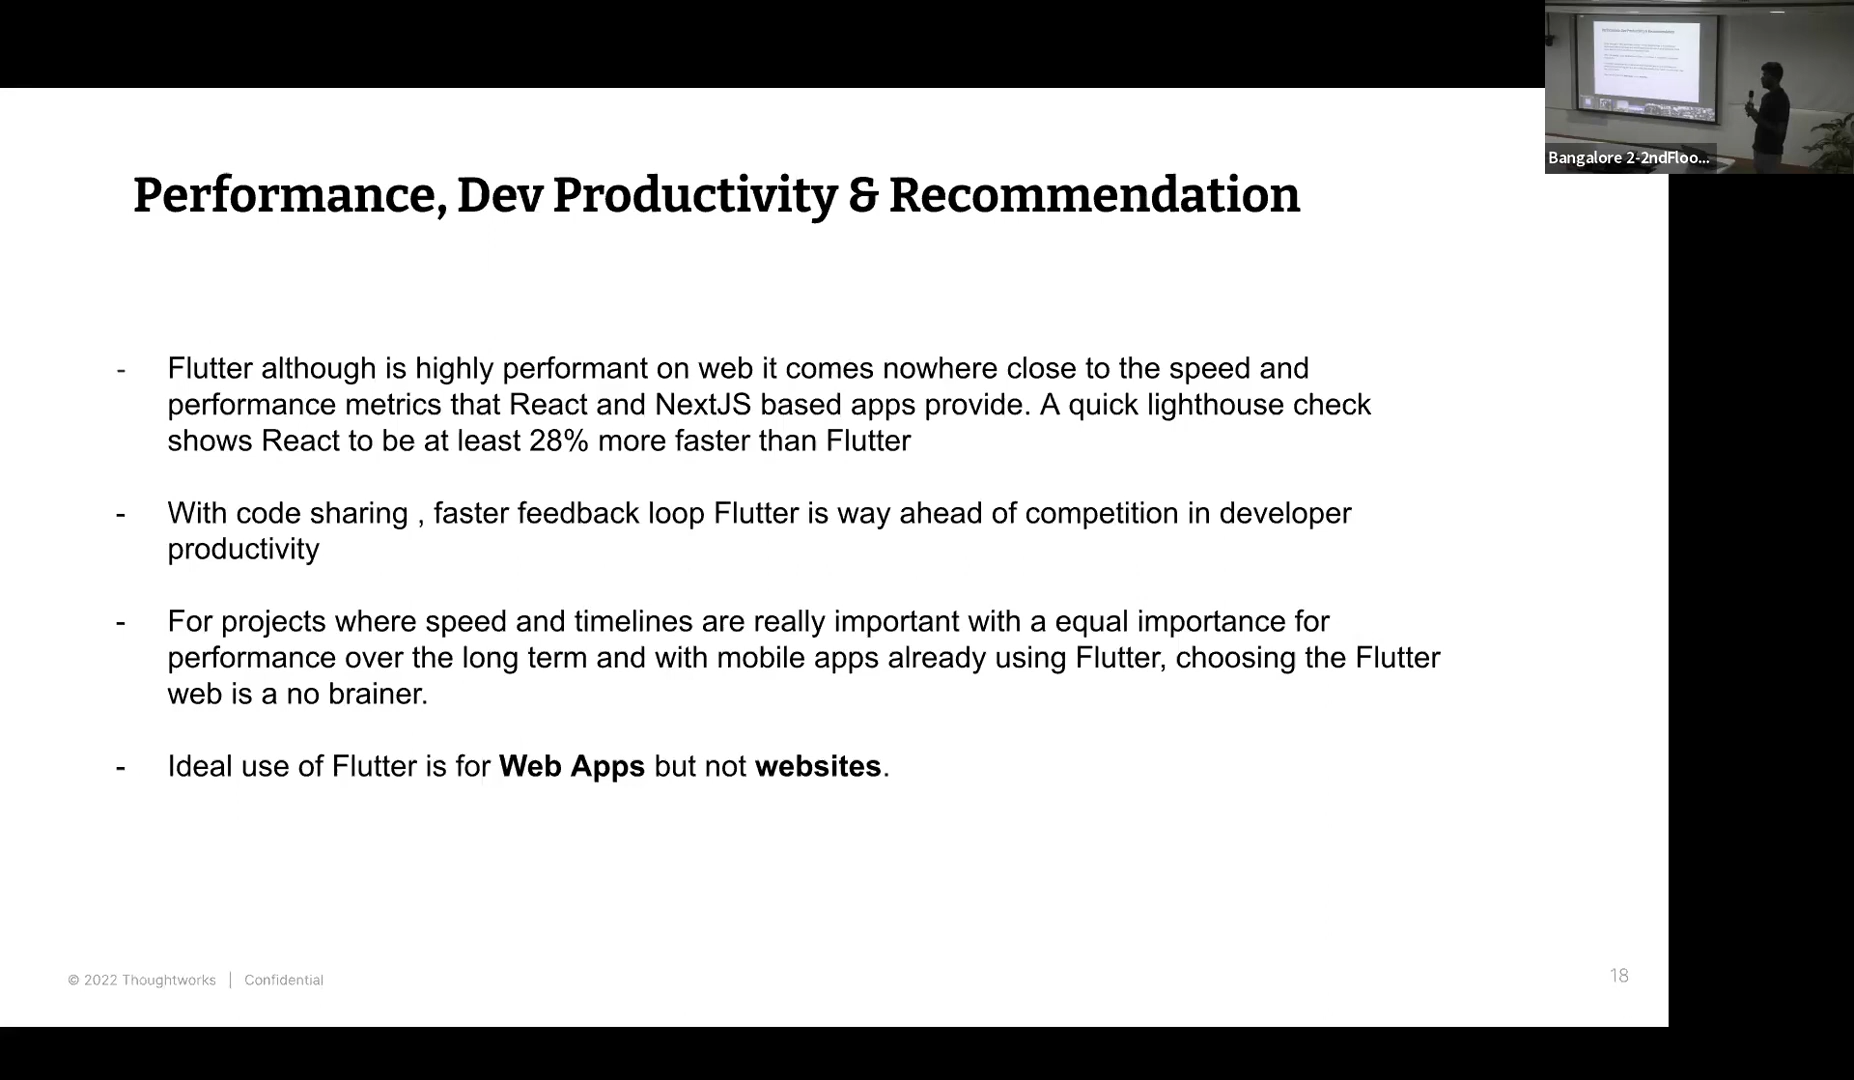 Bangalore 2-2ndFloo...
Performance, Dev Productivity & Recommendation
- Flutter although is highly performant on web it comes nowhere close to the speed and
performance metrics that React and NextJS based apps provide. A quick lighthouse check
shows React to be at least 28% more faster than Flutter
- With code sharing , faster feedback loop Flutter is way ahead of competition in developer
productivity
- For projects where speed and timelines are really important with a equal importance for
performance over the long term and with mobile apps already using Flutter, choosing the Flutter
web is a no brainer.
- Ideal use of Flutter is for Web Apps but not websites.
© 2022 Thoughtworks | Confidential
18